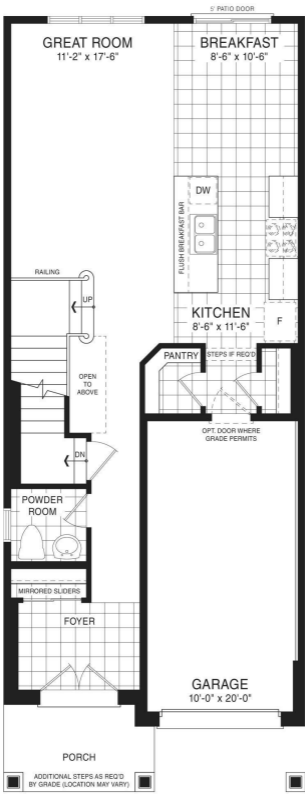 5' PATIO DOOR
GREAT ROOM
11'-2" x 17'-6"
BREAKFAST
8'-6" x 10'-6"
DW
FLUSH BREAKFAST BAR
RAILING
UP
KITCHEN
8'-6" x 11'-6"
F
PANTRY
STEPS IF REQ'D
OPEN
TO
ABOVE
OPT. DOOR WHERE
GRADE PERMITS
DN
POWDER
ROOM
MIRRORED SLIDERS
FOYER
GARAGE
10'-0" x 20'-0"
PORCH
ADDITIONAL STEPS AS REQ'D
BY GRADE (LOCATION MAY VARY)